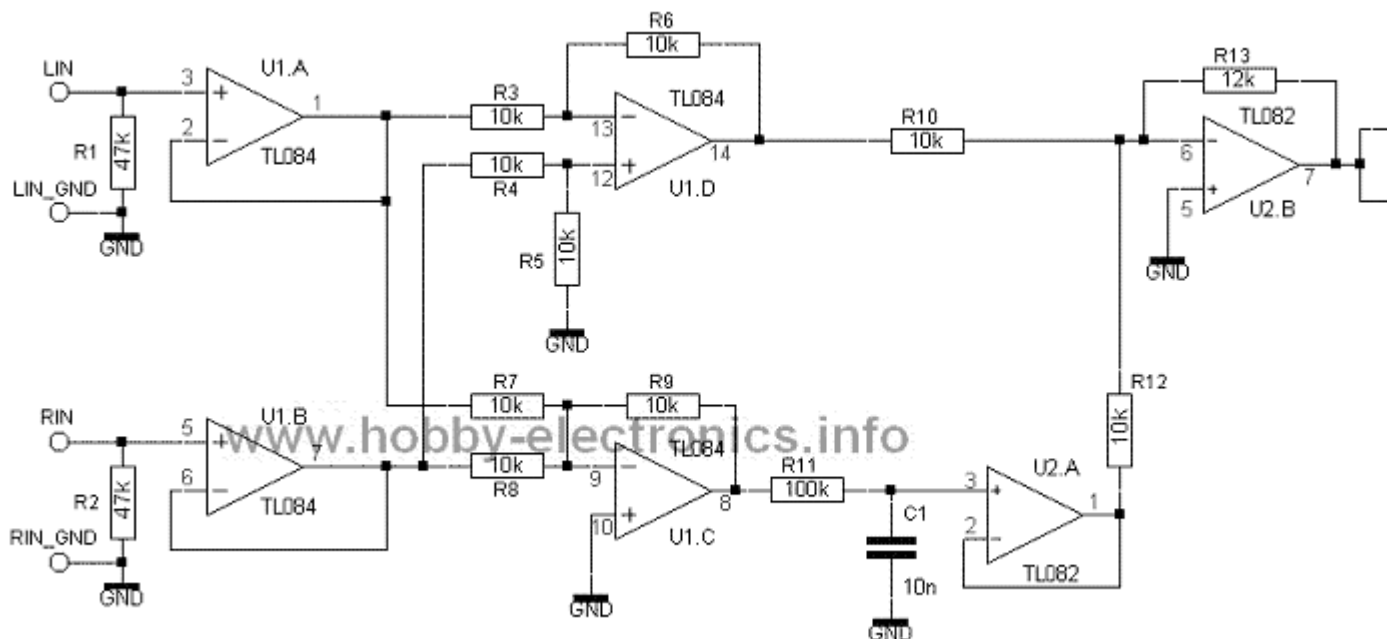 LIN
3
2
U1.A
1
TL084
R1
47k
LIN_GND
GND
R3
10k
10k
R4
R6
10k
TL084
13
12
14
U1.D
R5
10k
GND
R10
10k
R13
12k
TL082
6
5
7
U2.B
GND
RIN
5
6
U1.B
7
TL084
R2
47k
RIN_GND
GND
R7
10k
10k
R8
R9
10k
TL084
9
10
8
U1.C
GND
www.hobby-electronics.info
R11
100k
C1
10n
GND
3
2
U2.A
1
TL082
R12
10k